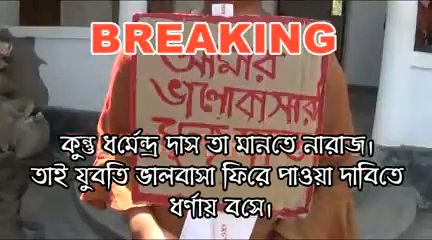 BREAKING
আমার
ভালোবাসার
কুন্তু ধর্মেন্দ্র দাস তা মানতে নারাজ।
তাই যুবতি ভালবাসা ফিরে পাওয়া দাবিতে
ধর্ণায় বসে।